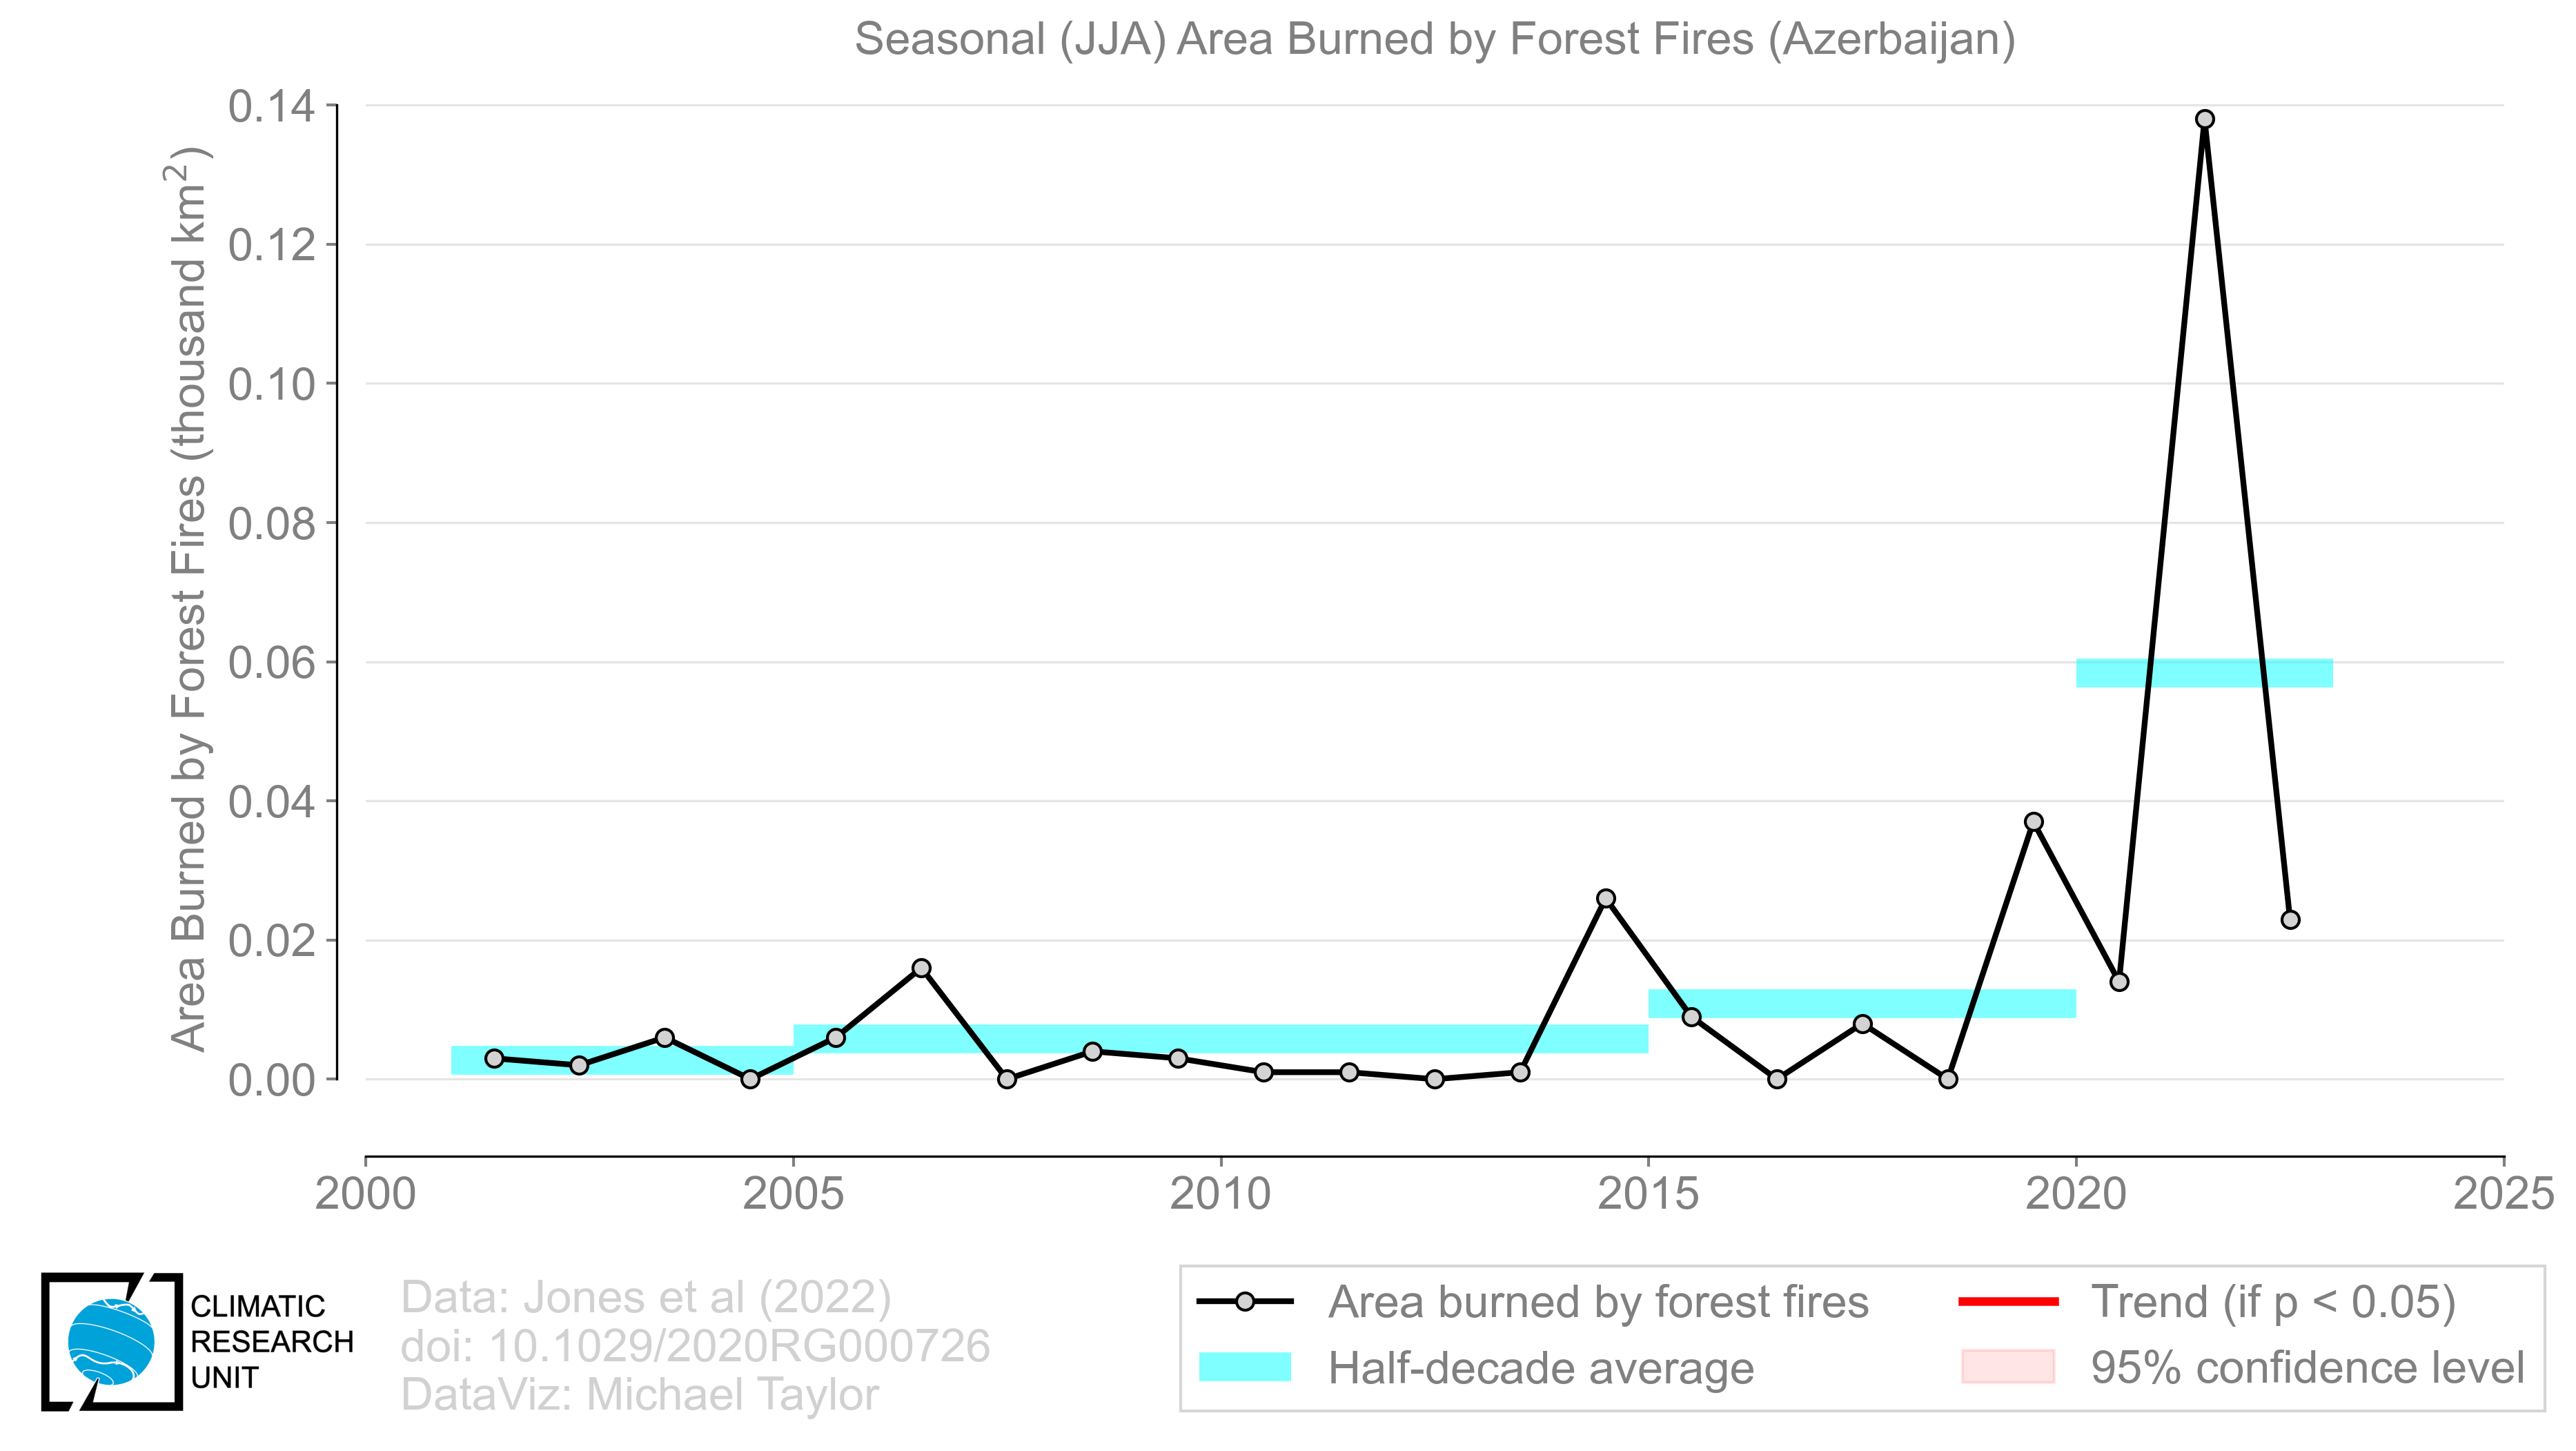 Seasonal (JJA) Area Burned by Forest Fires (Azerbaijan)
Area Burned by Forest Fires (thousand km²)
0.14
0.12
0.10
0.08
0.06
0.04
0.02
0.00
2000 2005 2010 2015 2020 2025
CLIMATIC
RESEARCH
UNIT
Data: Jones et al (2022)
doi: 10.1029/2020RG000726
DataViz: Michael Taylor
Area burned by forest fires
Half-decade average
Trend (if p < 0.05)
95% confidence level